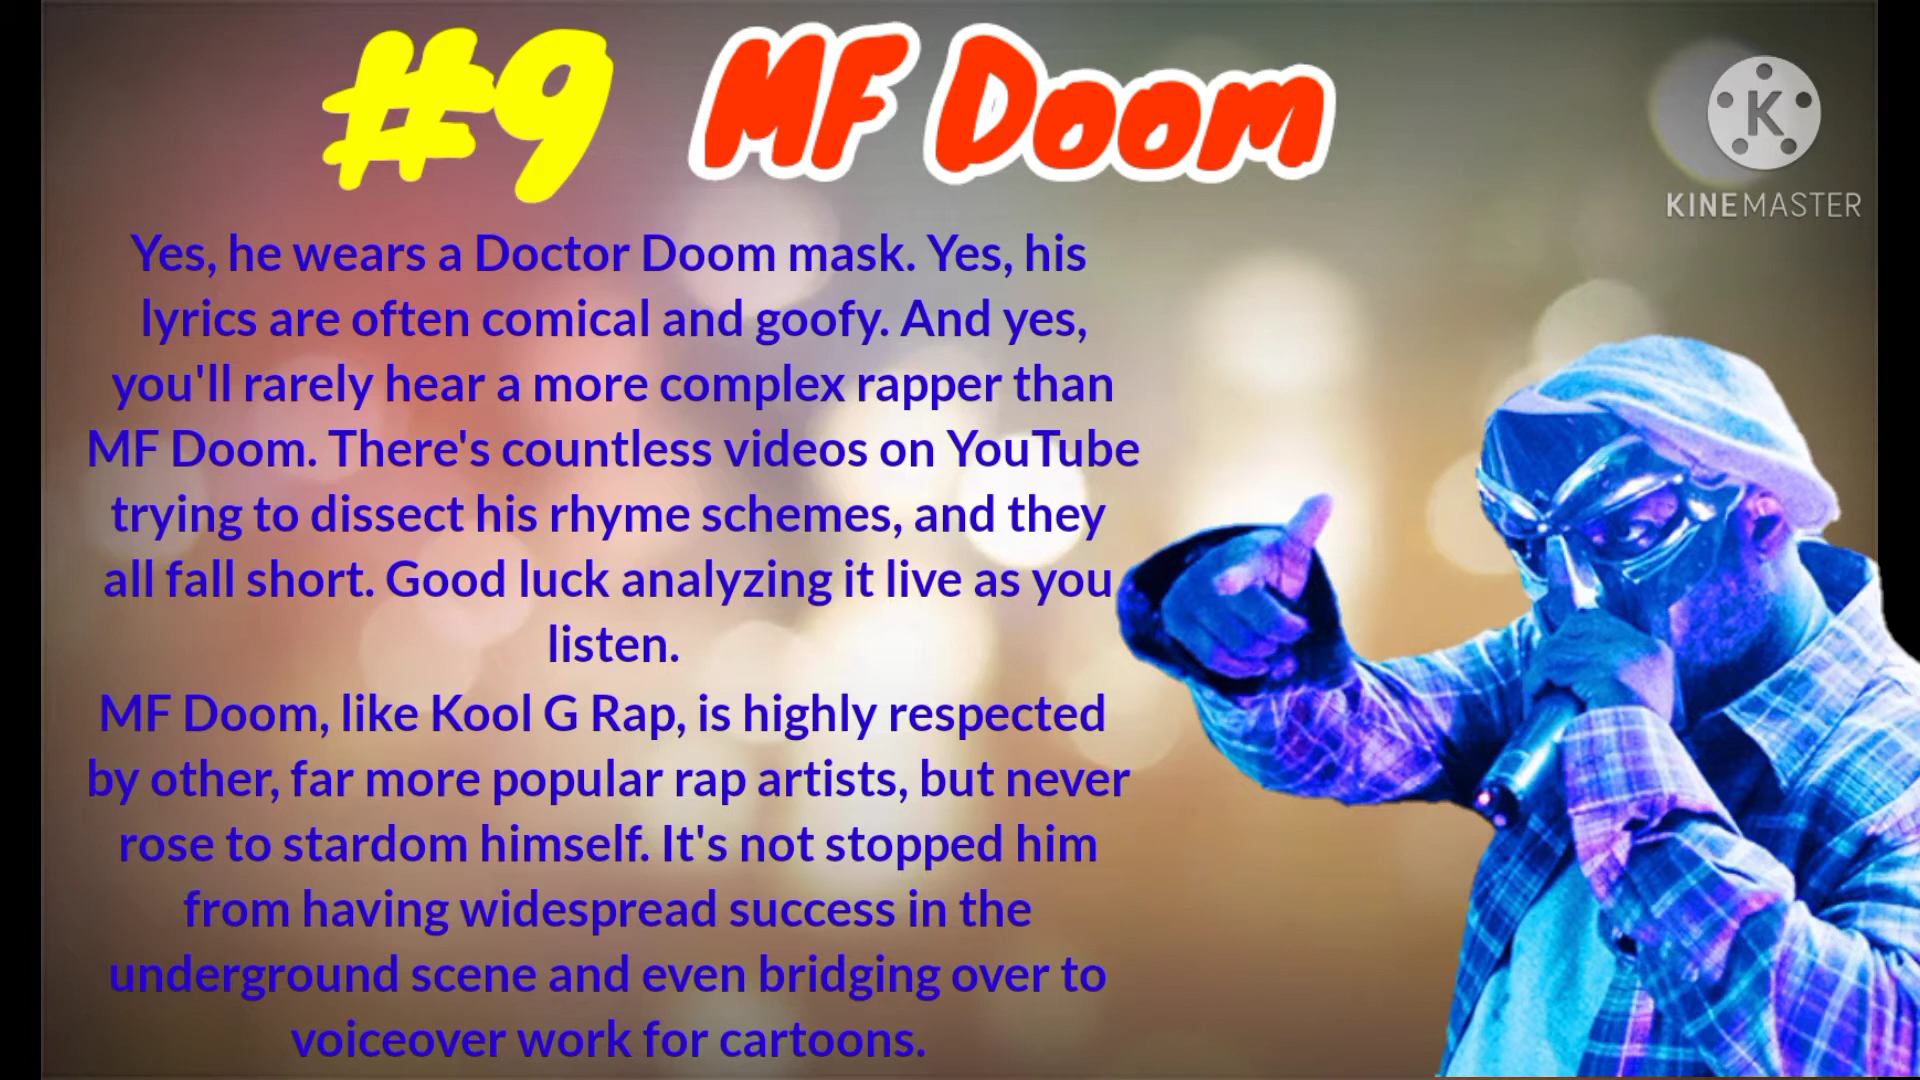 #9 MF Doom
K
KINEMASTER
Yes, he wears a Doctor Doom mask. Yes, his
lyrics are often comical and goofy. And yes,
you'll rarely hear a more complex rapper than
MF Doom. There's countless videos on YouTube
trying to dissect his rhyme schemes, and they
all fall short. Good luck analyzing it live as you
listen.
MF Doom, like Kool G Rap, is highly respected
by other, far more popular rap artists, but never
rose to stardom himself. It's not stopped him
from having widespread success in the
underground scene and even bridging over to
voiceover work for cartoons.